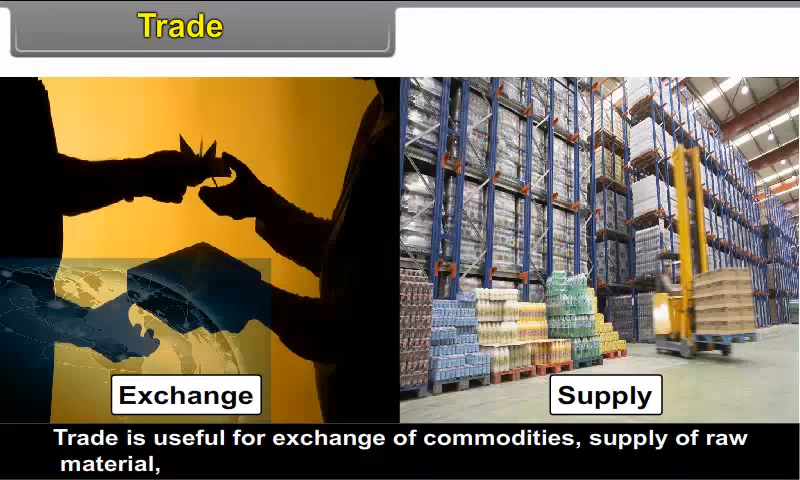 Trade
Exchange
Supply
Trade is useful for exchange of commodities, supply of raw
material,